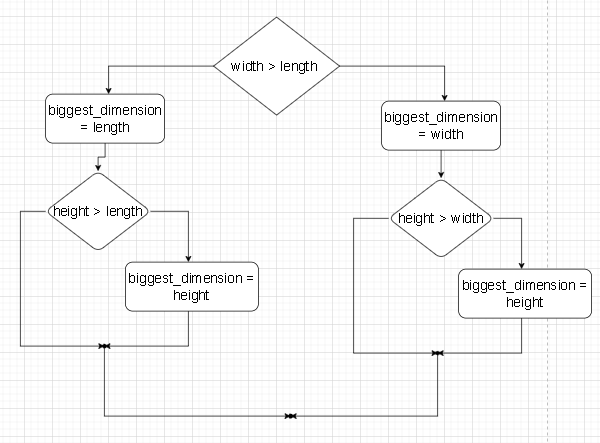 width > length
biggest_dimension
= length
biggest_dimension
= width
height > length
height > width
biggest_dimension =
height
biggest_dimension =
height